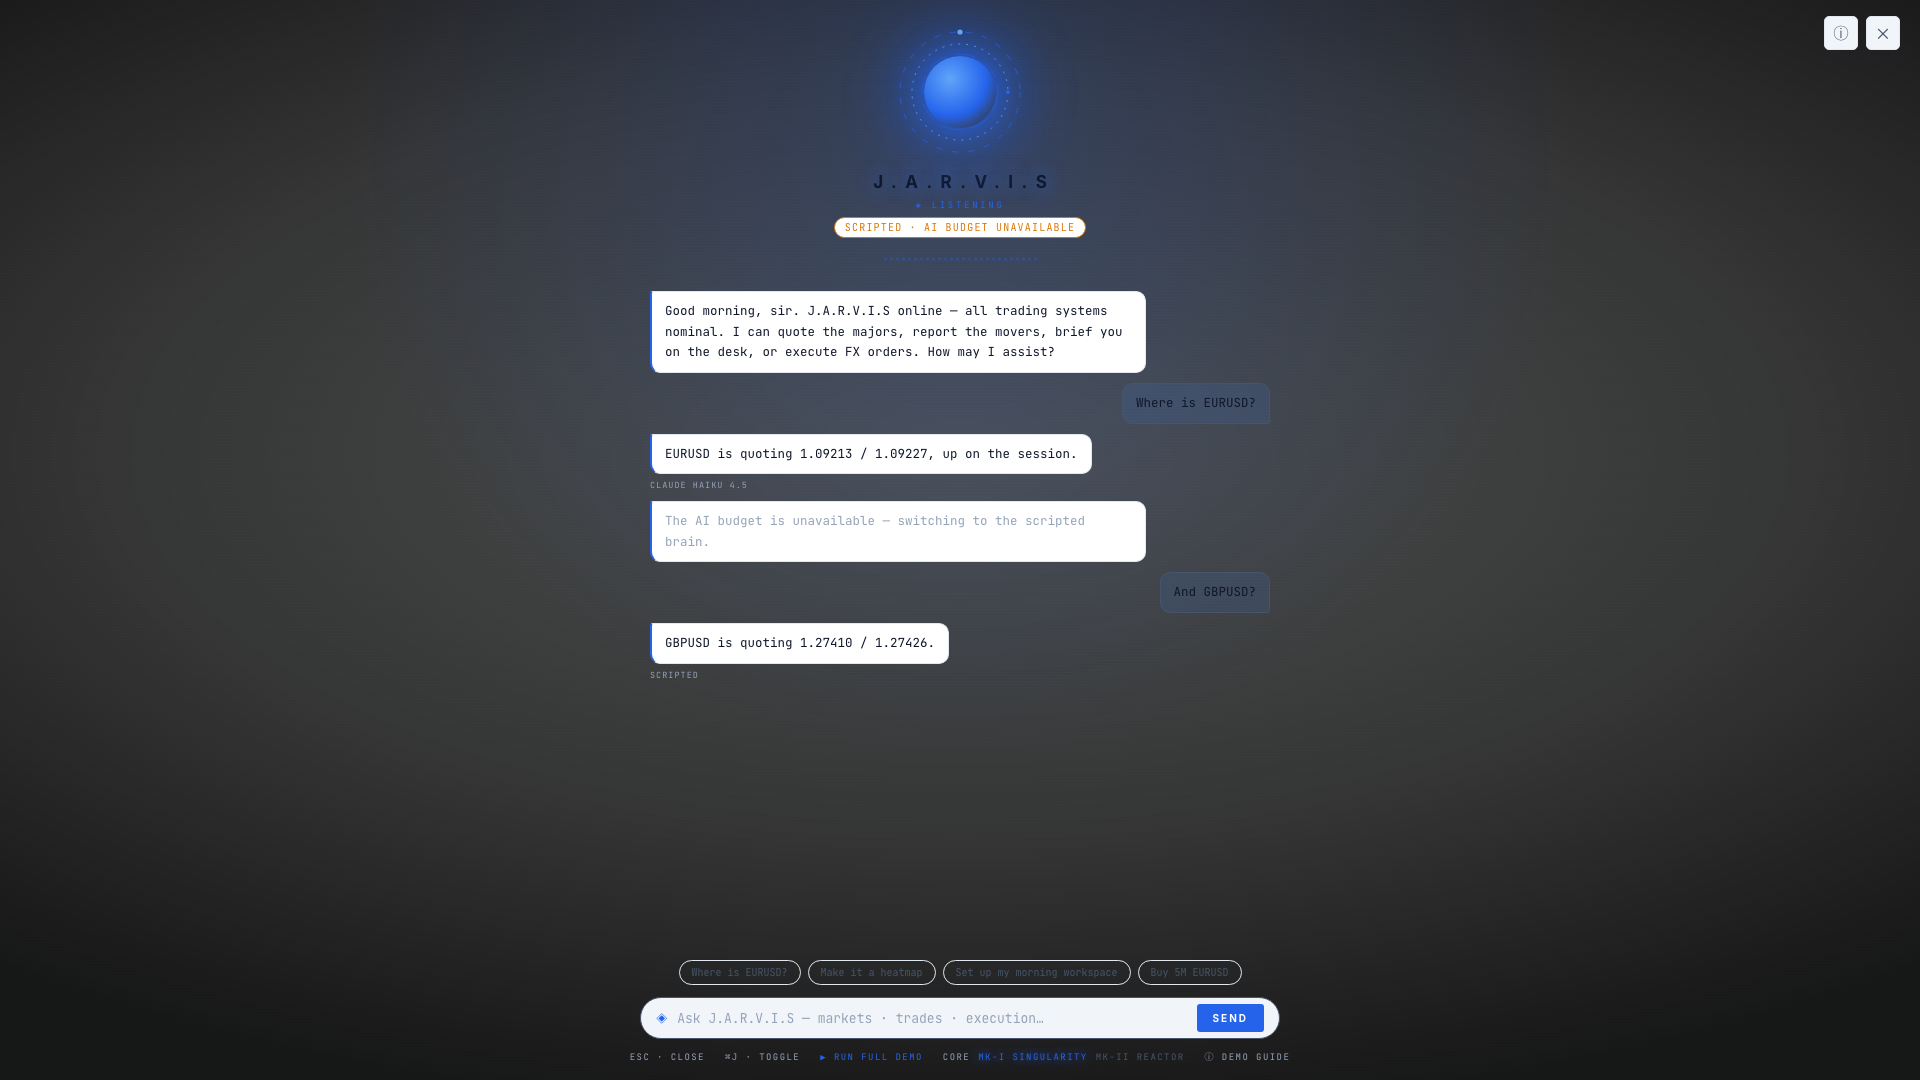 J.A.R.V.I.S
◈ LISTENING
SCRIPTED · AI BUDGET UNAVAILABLE
Good morning, sir. J.A.R.V.I.S online — all trading systems
nominal. I can quote the majors, report the movers, brief you
on the desk, or execute FX orders. How may I assist?
Where is EURUSD?
EURUSD is quoting 1.09213 / 1.09227, up on the session.
CLAUDE HAIKU 4.5
The AI budget is unavailable — switching to the scripted
brain.
And GBPUSD?
GBPUSD is quoting 1.27410 / 1.27426.
SCRIPTED
Where is EURUSD? Make it a heatmap Set up my morning workspace Buy 5M EURUSD
◈ Ask J.A.R.V.I.S — markets · trades · execution… SEND
ESC · CLOSE ⌘J · TOGGLE ▶ RUN FULL DEMO CORE MK-I SINGULARITY MK-II REACTOR ⓘ DEMO GUIDE